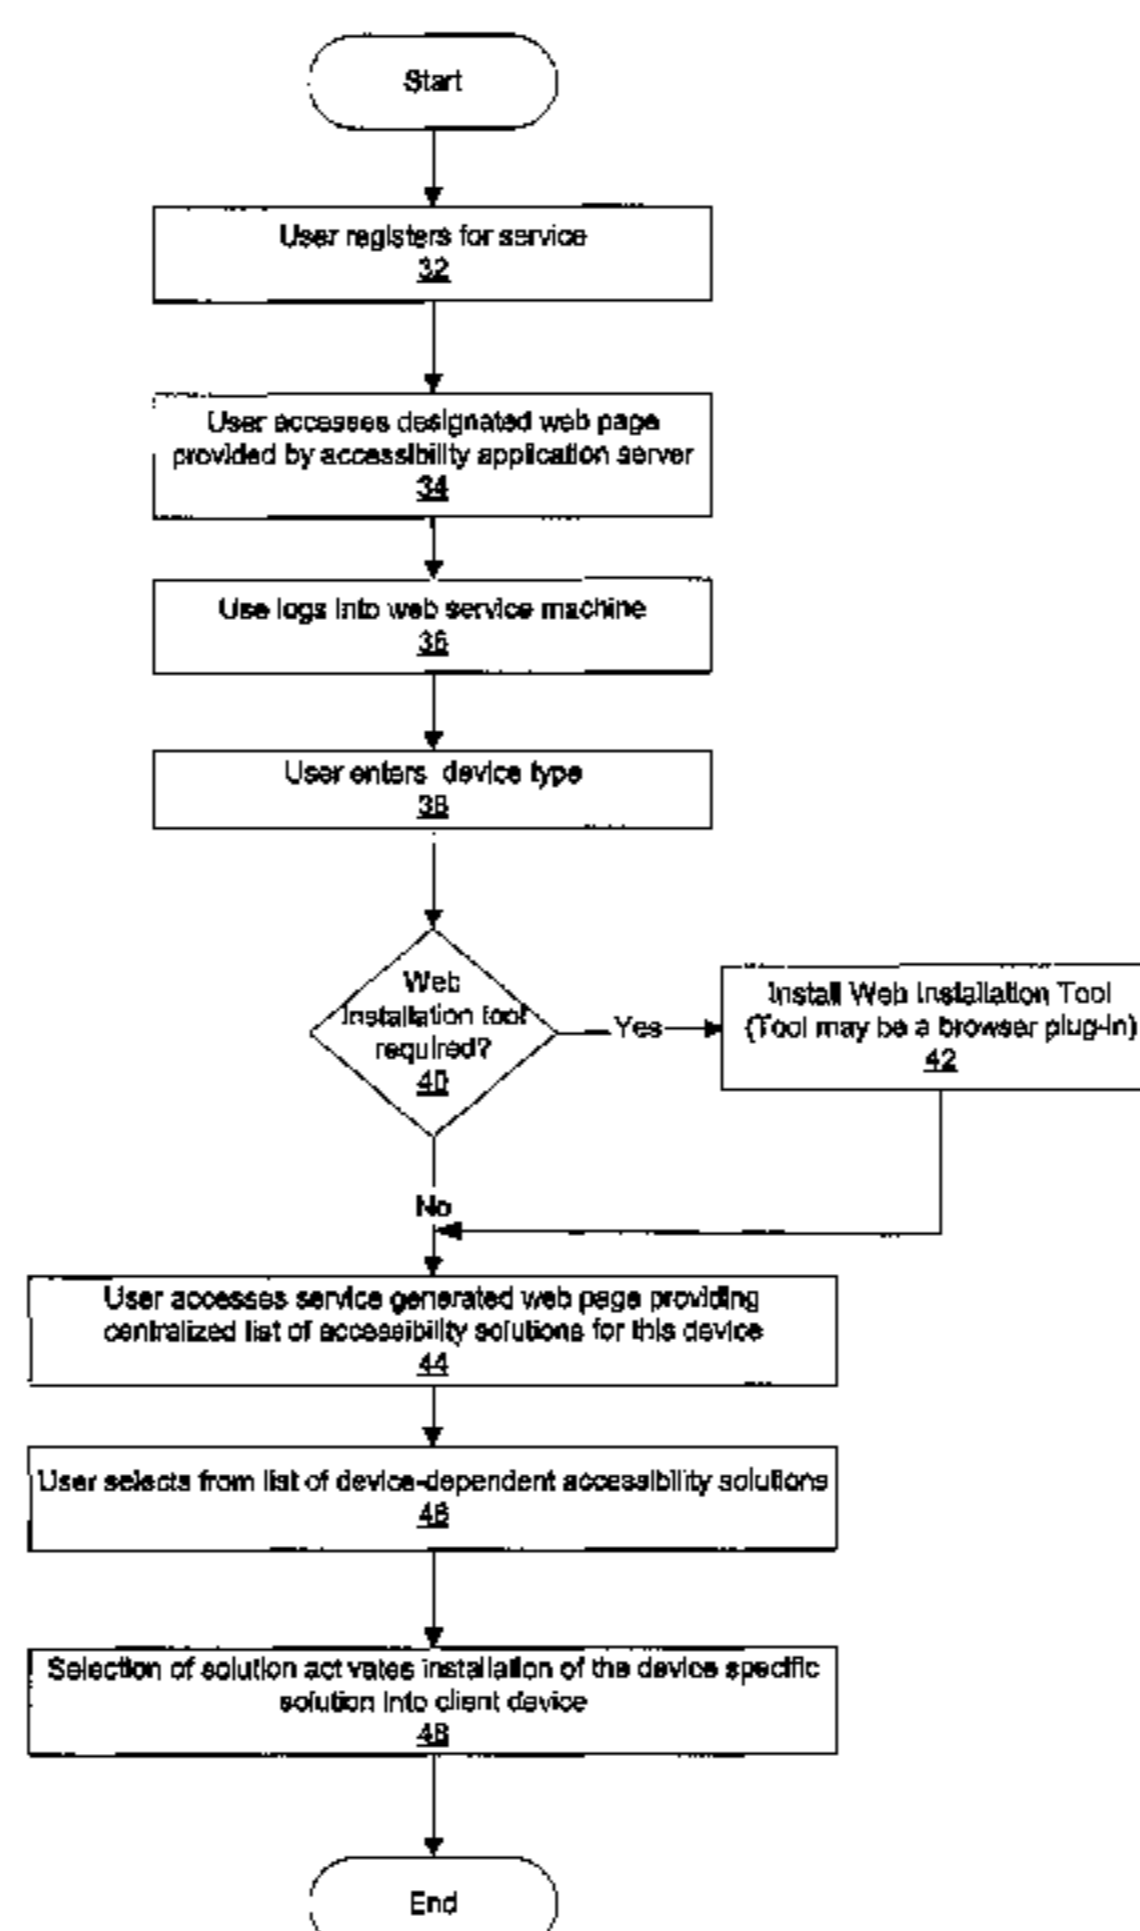 Start
User registers for service
32
User accesses designated web page
provided by accessibility application server
34
Use logs into web service machine
36
User enters device type
38
Web
installation tool
required?
40
Yes
Install Web Installation Tool
(Tool may be a browser plug-in)
42
No
User accesses service generated web page providing
centralized list of accessibility solutions for this device
44
User selects from list of device-dependent accessibility solutions
46
Selection of solution activates installation of the device specific
solution into client device
48
End